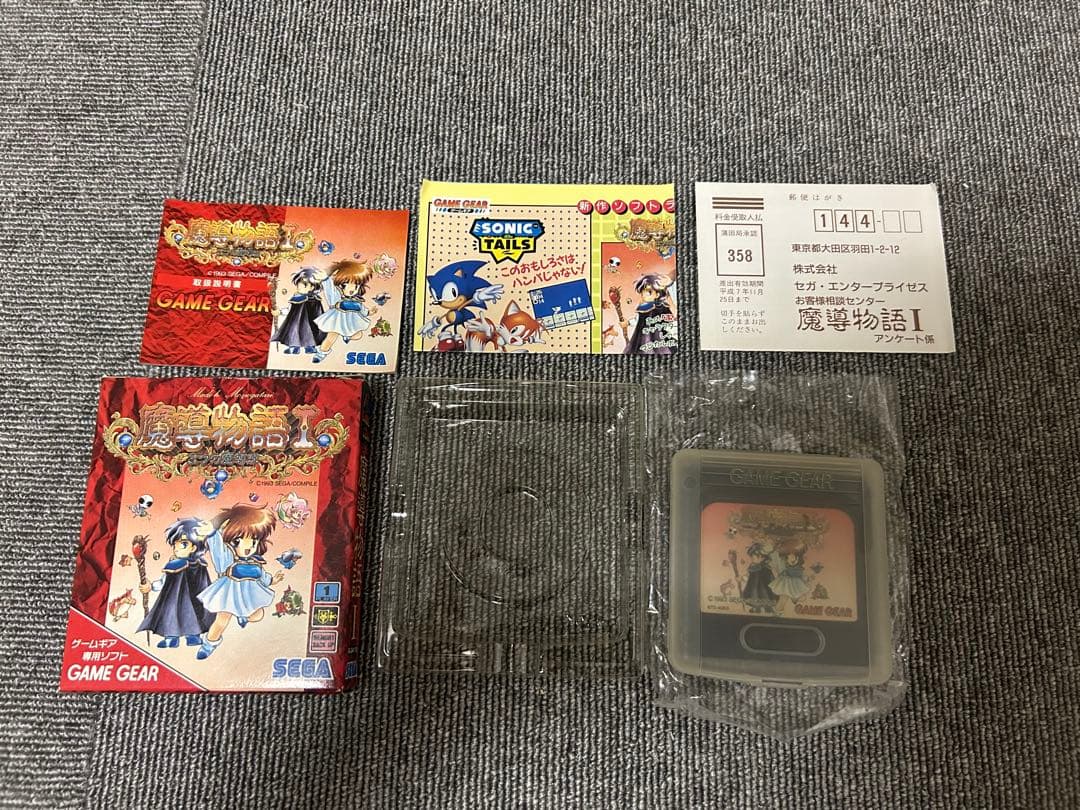 魔導物語I
©1993 SEGA/COMPILE
取扱説明書
GAME GEAR
SEGA
GAME GEAR
新作ソフトラ
SONIC
TAILS
このおもしろさは、
ハンパじゃない!
郵便はがき
料金受取人払
蒲田局承認
358
差出有効期間
平成7年11月
25日まで
切手を貼らず
このままお出
しください。
144-
東京都大田区羽田1-2-12
株式会社
セガ・エンタープライゼス
お客様相談センター
魔導物語I
アンケート係
Madoh Monogatari
魔導物語I
©1993 SEGA/COMPILE
1
PLAYER
ゲームギア
専用ソフト
GAME GEAR
SEGA
GAME GEAR
GAME GEAR